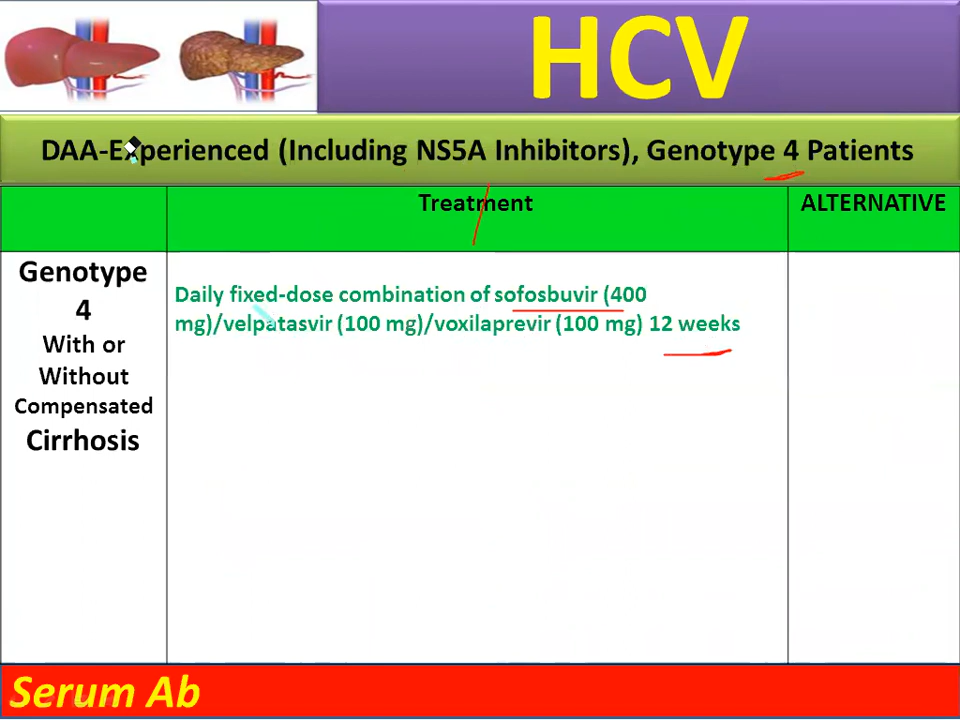 HCV
DAA-Experienced (Including NS5A Inhibitors), Genotype 4 Patients
Treatment
ALTERNATIVE
Genotype
4
With or
Without
Compensated
Cirrhosis
Daily fixed-dose combination of sofosbuvir (400
mg)/velpatasvir (100 mg)/voxilaprevir (100 mg) 12 weeks
Serum Ab